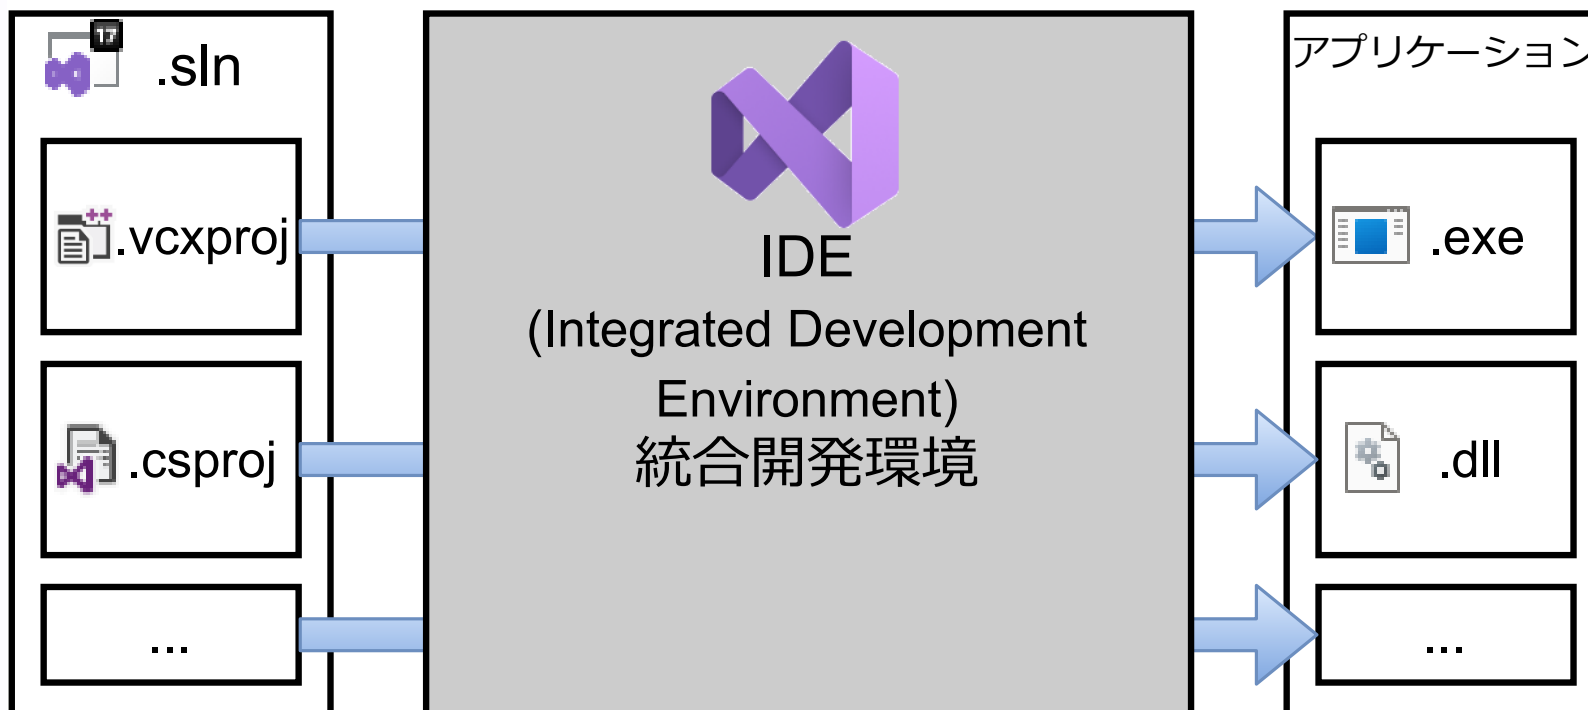 17
.sln
++
.vcxproj
.csproj
...
IDE
(Integrated Development
Environment)
統合開発環境
アプリケーション
.exe
.dll
...